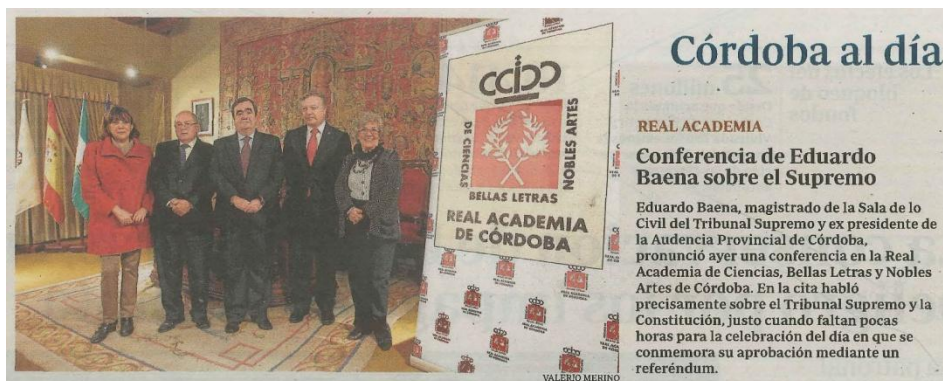 Córdoba al día
REAL ACADEMIA
Conferencia de Eduardo
Baena sobre el Supremo
Eduardo Baena, magistrado de la Sala de lo
Civil del Tribunal Supremo y ex presidente de
la Audencia Provincial de Córdoba,
pronunció ayer una conferencia en la Real
Academia de Ciencias, Bellas Letras y Nobles
Artes de Córdoba. En la cita habló
precisamente sobre el Tribunal Supremo y la
Constitución, justo cuando faltan pocas
horas para la celebración del día en que se
conmemora su aprobación mediante un
referéndum.
DE CIENCIAS
NOBLES ARTES
BELLAS LETRAS
REAL ACADEMIA
DE CÓRDOBA
VALERIO MERINO